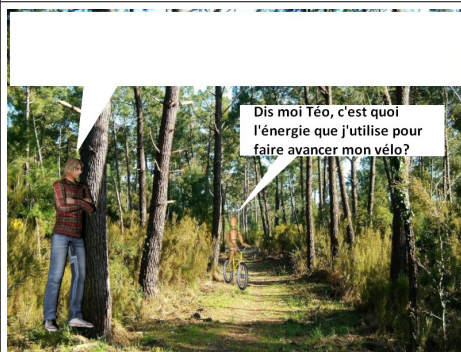 Dis moi Téo, c'est quoi
l'énergie que j'utilise pour
faire avancer mon vélo?